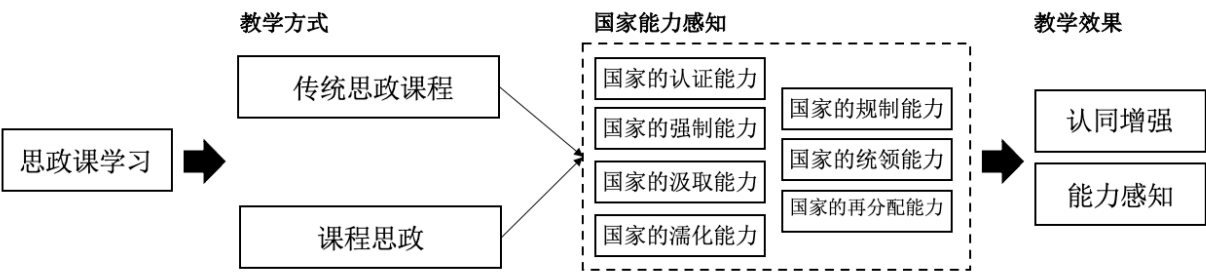 教学方式
国家能力感知
教学效果
思政课学习
传统思政课程
课程思政
国家的认证能力
国家的强制能力
国家的汲取能力
国家的濡化能力
国家的规制能力
国家的统领能力
国家的再分配能力
认同增强
能力感知